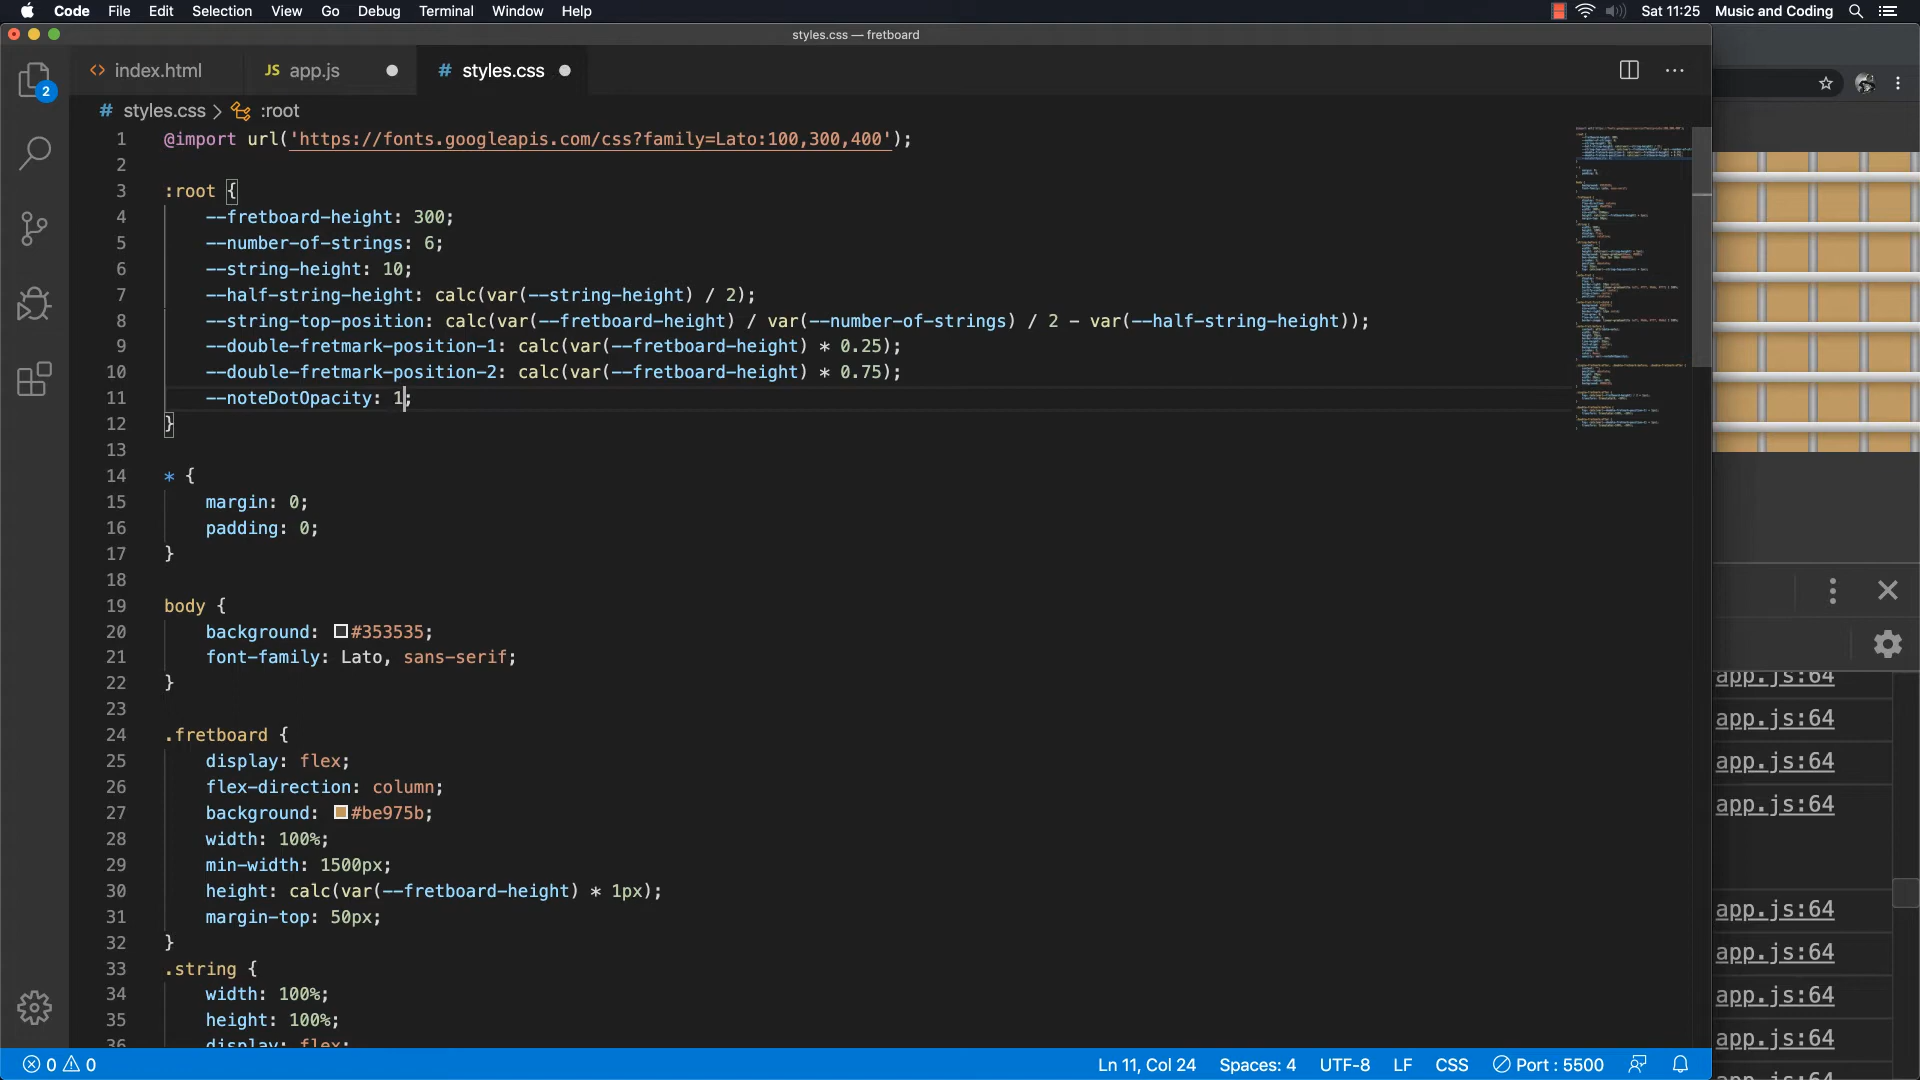 Code File Edit Selection View Go Debug Terminal Window Help Sat 11:25 Music and Coding
styles.css — fretboard
index.html JS app.js # styles.css
2
# styles.css > :root
1 @import url('https://fonts.googleapis.com/css?family=Lato:100,300,400');
2
3 :root {
4 --fretboard-height: 300;
5 --number-of-strings: 6;
6 --string-height: 10;
7 --half-string-height: calc(var(--string-height) / 2);
8 --string-top-position: calc(var(--fretboard-height) / var(--number-of-strings) / 2 - var(--half-string-height));
9 --double-fretmark-position-1: calc(var(--fretboard-height) * 0.25);
10 --double-fretmark-position-2: calc(var(--fretboard-height) * 0.75);
11 --noteDotOpacity: 1;
12 }
13
14 * {
15 margin: 0;
16 padding: 0;
17 }
18
19 body {
20 background: #353535;
21 font-family: Lato, sans-serif;
22 }
23
24 .fretboard {
25 display: flex;
26 flex-direction: column;
27 background: #be975b;
28 width: 100%;
29 min-width: 1500px;
30 height: calc(var(--fretboard-height) * 1px);
31 margin-top: 50px;
32 }
33 .string {
34 width: 100%;
35 height: 100%;
36 display: flex;
app.js:64
app.js:64
app.js:64
app.js:64
app.js:64
app.js:64
app.js:64
app.js:64
0 0 Ln 11, Col 24 Spaces: 4 UTF-8 LF CSS Port : 5500